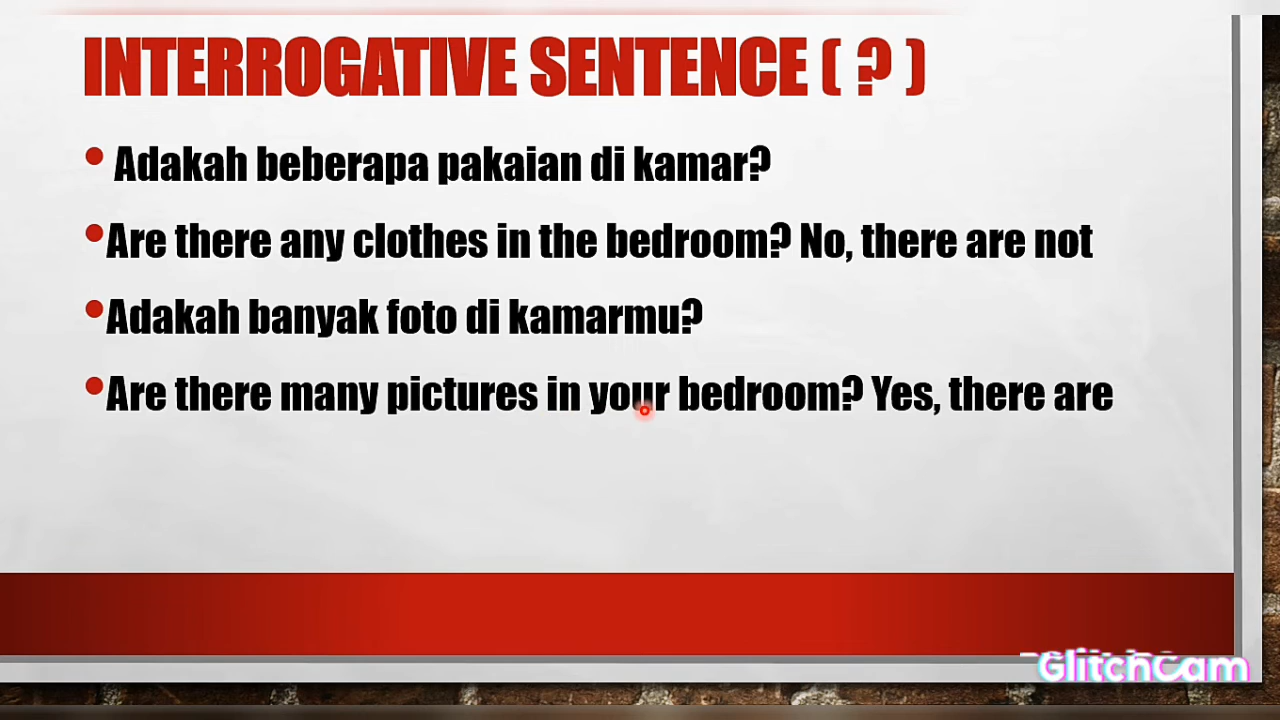 INTERROGATIVE SENTENCE ( ? )
• Adakah beberapa pakaian di kamar?
• Are there any clothes in the bedroom? No, there are not
• Adakah banyak foto di kamarmu?
• Are there many pictures in your bedroom? Yes, there are
GlitchCam